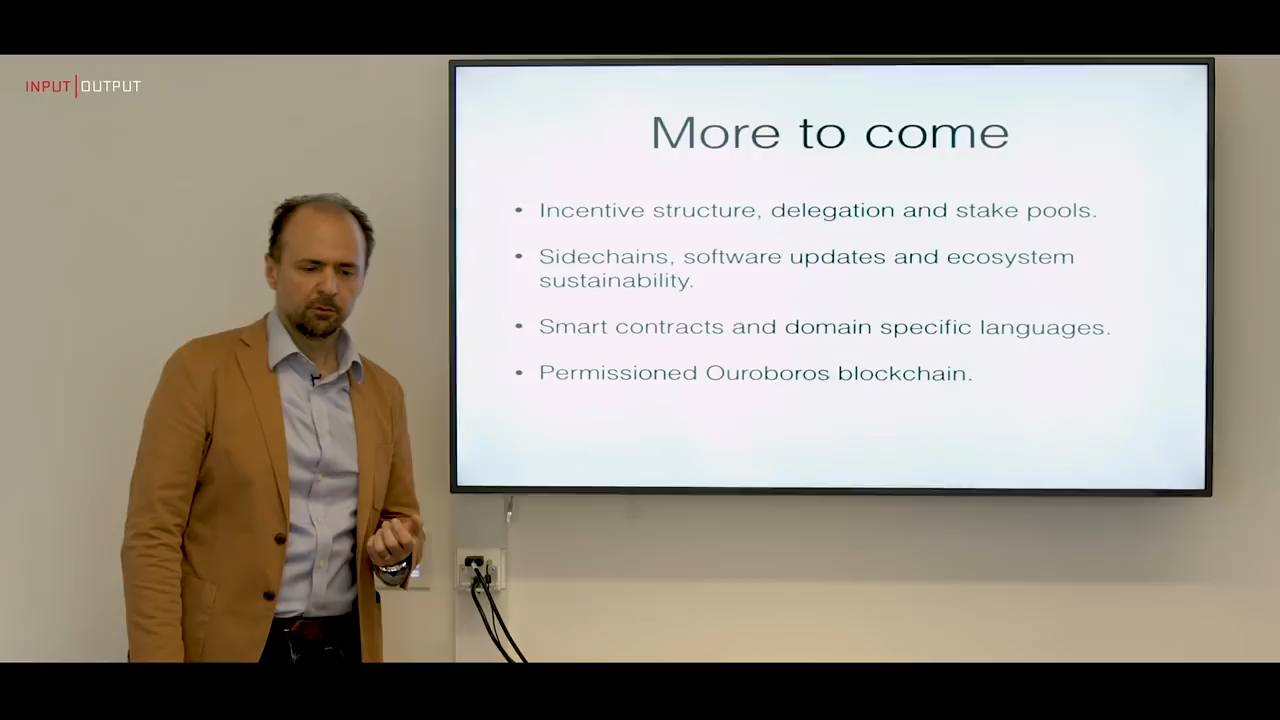 INPUT|OUTPUT
More to come
• Incentive structure, delegation and stake pools.
• Sidechains, software updates and ecosystem
sustainability.
• Smart contracts and domain specific languages.
• Permissioned Ouroboros blockchain.